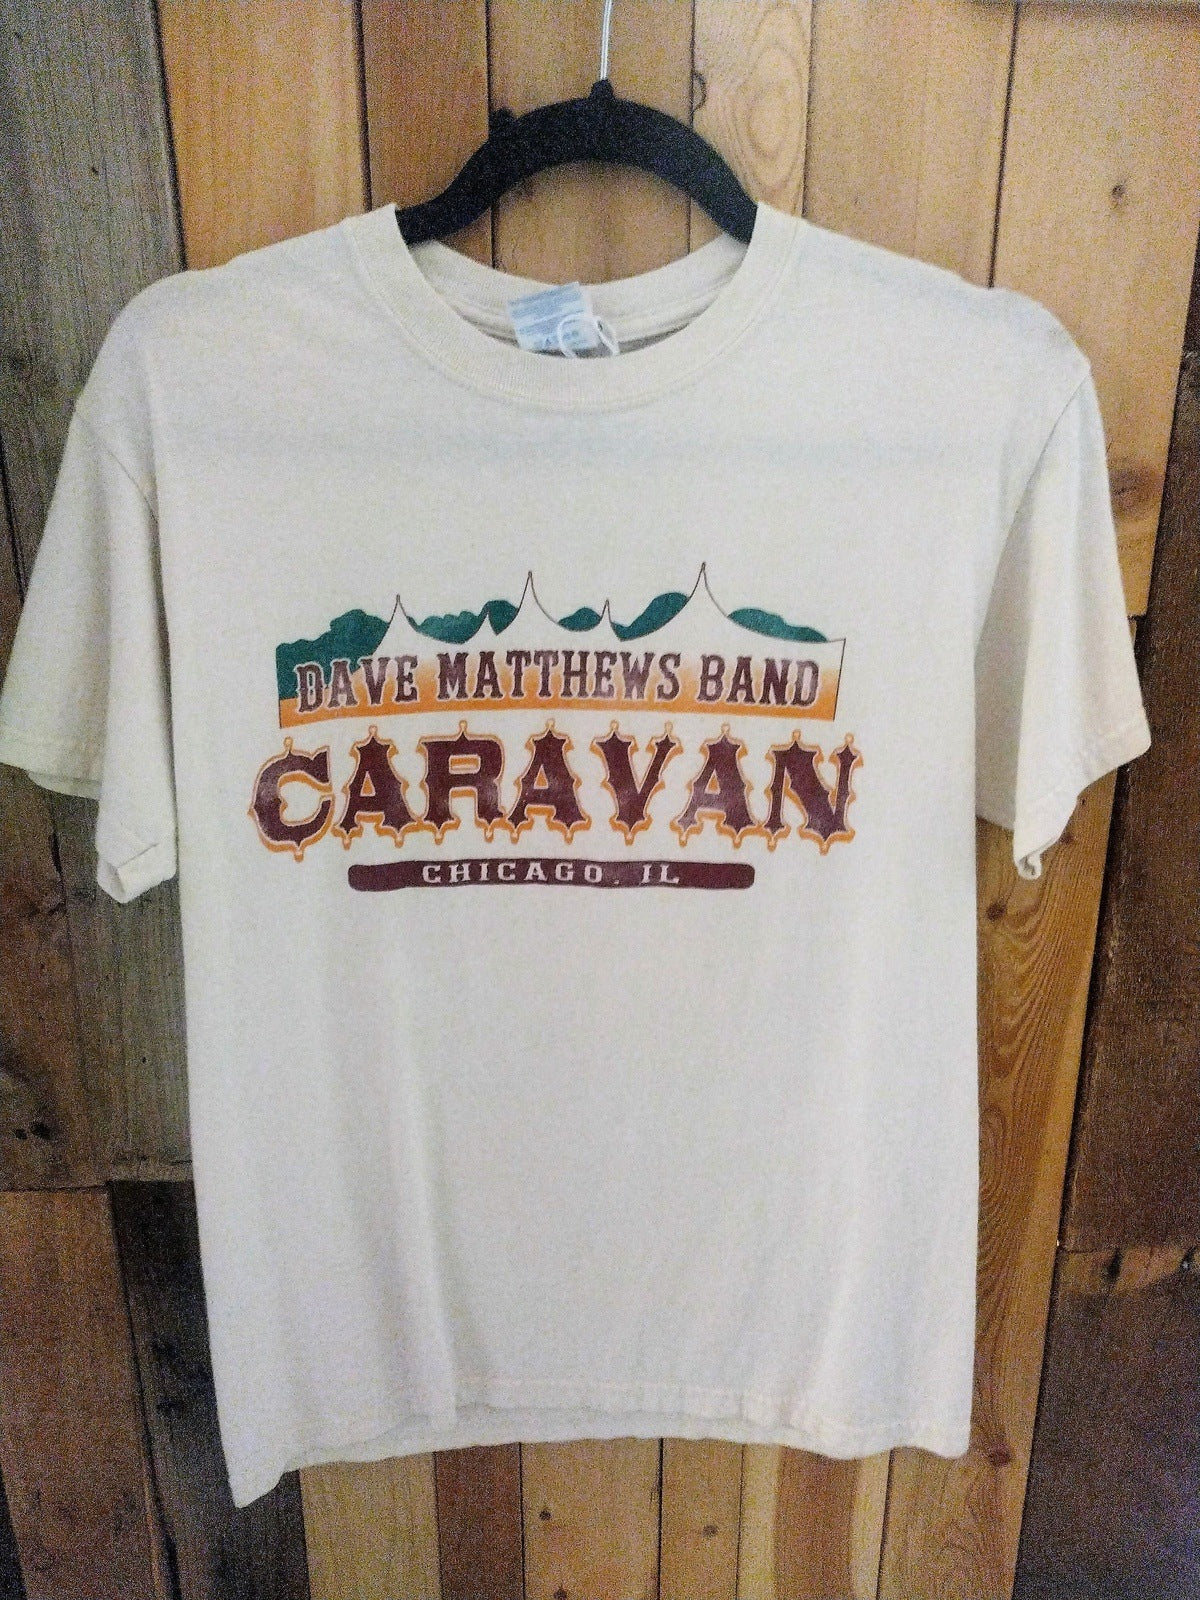 DAVE MATTHEWS BAND
CARAVAN
CHICAGO, IL